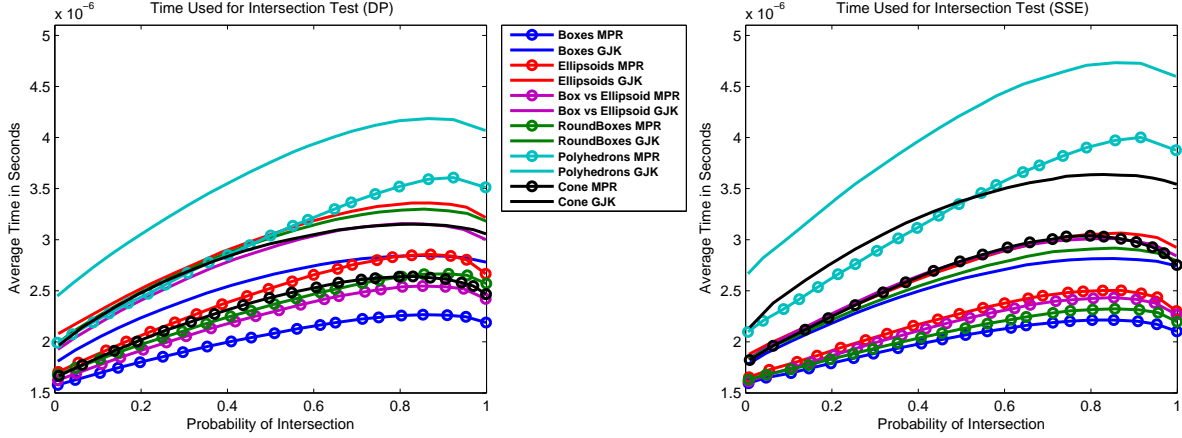 Time Used for Intersection Test (DP)
x 10^-6
5
4.5
4
3.5
3
2.5
2
1.5
0
0.2
0.4
0.6
0.8
1
Average Time in Seconds
Probability of Intersection
Boxes MPR
Boxes GJK
Ellipsoids MPR
Ellipsoids GJK
Box vs Ellipsoid MPR
Box vs Ellipsoid GJK
RoundBoxes MPR
RoundBoxes GJK
Polyhedrons MPR
Polyhedrons GJK
Cone MPR
Cone GJK
Time Used for Intersection Test (SSE)
x 10^-6
5
4.5
4
3.5
3
2.5
2
1.5
0
0.2
0.4
0.6
0.8
1
Average Time in Seconds
Probability of Intersection